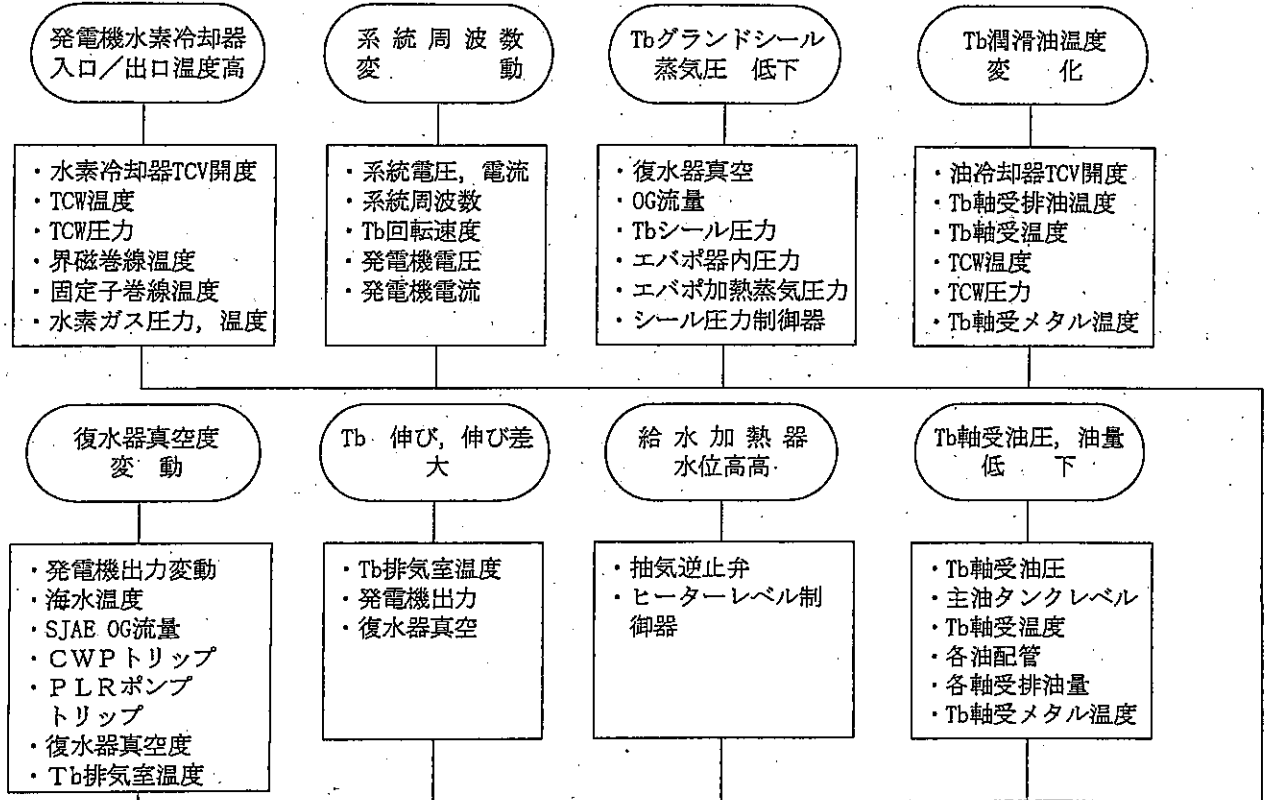 発電機水素冷却器
入口／出口温度高
・水素冷却器TCV開度
・TCW温度
・TCW圧力
・界磁巻線温度
・固定子巻線温度
・水素ガス圧力，温度
系統周波数
変動
・系統電圧，電流
・系統周波数
・Tb回転速度
・発電機電圧
・発電機電流
Tbグランドシール
蒸気圧 低下
・復水器真空
・OG流量
・Tbシール圧力
・エバポ器内圧力
・エバポ加熱蒸気圧力
・シール圧力制御器
Tb潤滑油温度
変化
・油冷却器TCV開度
・Tb軸受排油温度
・Tb軸受温度
・TCW温度
・TCW圧力
・Tb軸受メタル温度
復水器真空度
変動
・発電機出力変動
・海水温度
・SJAE OG流量
・ＣＷＰトリップ
・ＰＬＲポンプ
トリップ
・復水器真空度
・Ｔb排気室温度
Tb 伸び，伸び差
大
・Tb排気室温度
・発電機出力
・復水器真空
給水加熱器
水位高高
・抽気逆止弁
・ヒーターレベル制
御器
Tb軸受油圧，油量
低下
・Tb軸受油圧
・主油タンクレベル
・Tb軸受温度
・各油配管
・各軸受排油量
・Tb軸受メタル温度